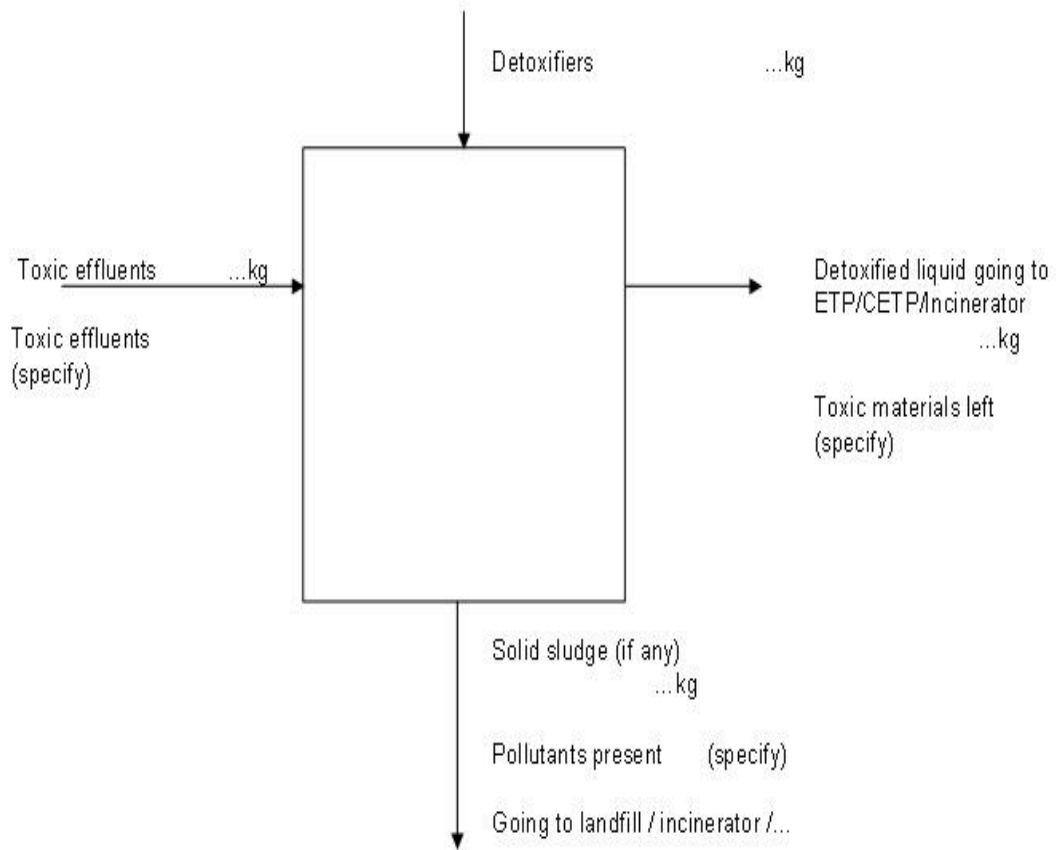 Detoxifiers ...kg
Toxic effluents ...kg
Toxic effluents
(specify)
Detoxified liquid going to
ETP/CETP/Incinerator
...kg
Toxic materials left
(specify)
Solid sludge (if any)
...kg
Pollutants present (specify)
Going to landfill / incinerator /...